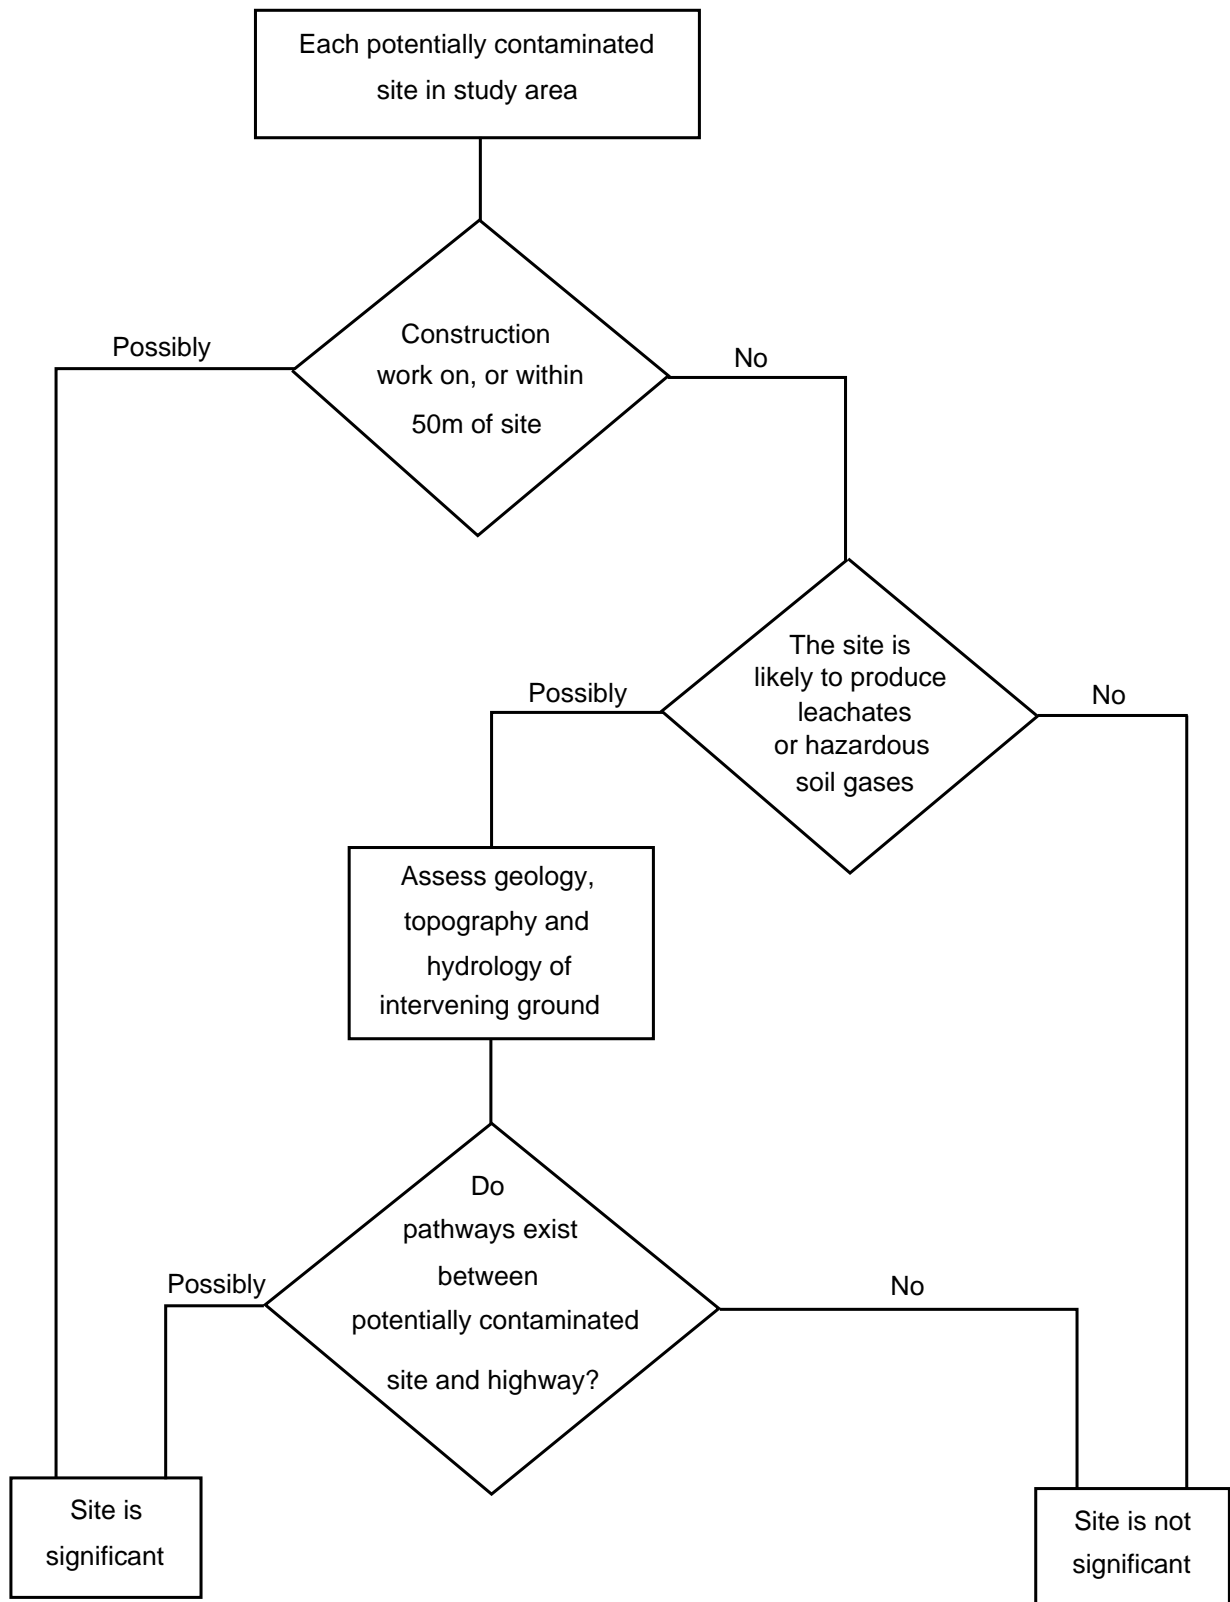 Each potentially contaminated
site in study area
Possibly
Construction
work on, or within
50m of site
No
Possibly
The site is
likely to produce
leachates
or hazardous
soil gases
No
Assess geology,
topography and
hydrology of
intervening ground
Possibly
Do
pathways exist
between
potentially contaminated
site and highway?
No
Site is
significant
Site is not
significant